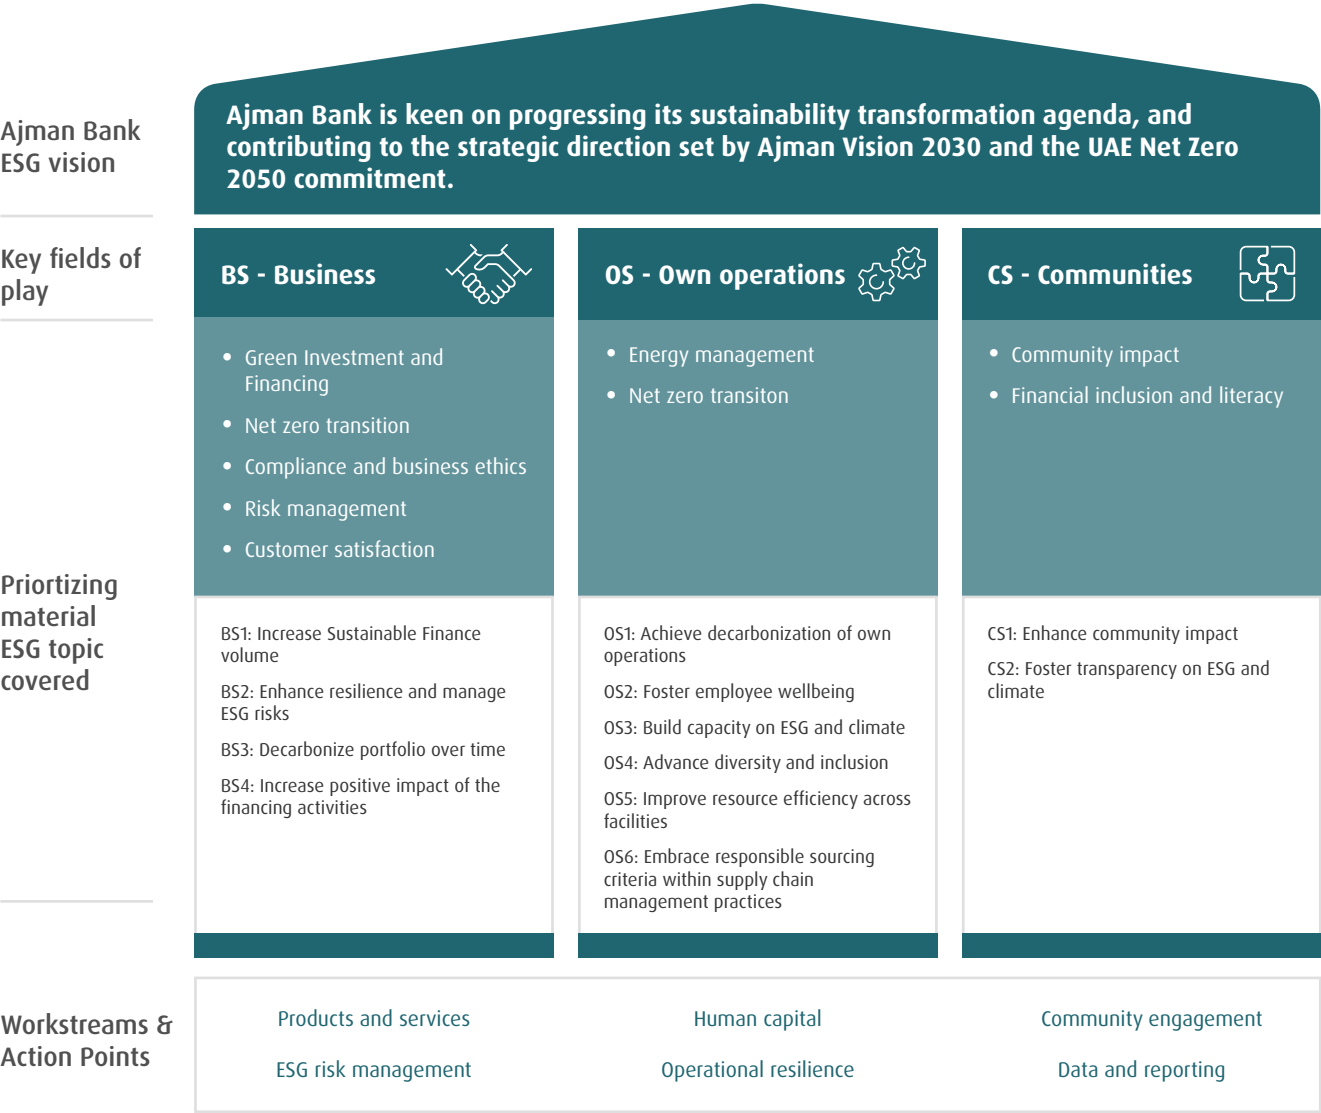 Ajman Bank
ESG vision
Ajman Bank is keen on progressing its sustainability transformation agenda, and
contributing to the strategic direction set by Ajman Vision 2030 and the UAE Net Zero
2050 commitment.
Key fields of
play
BS - Business
OS - Own operations
CS - Communities
Priortizing
material
ESG topic
covered
• Green Investment and
Financing
• Net zero transition
• Compliance and business ethics
• Risk management
• Customer satisfaction
BS1: Increase Sustainable Finance
volume
BS2: Enhance resilience and manage
ESG risks
BS3: Decarbonize portfolio over time
BS4: Increase positive impact of the
financing activities
• Energy management
• Net zero transiton
OS1: Achieve decarbonization of own
operations
OS2: Foster employee wellbeing
OS3: Build capacity on ESG and climate
OS4: Advance diversity and inclusion
OS5: Improve resource efficiency across
facilities
OS6: Embrace responsible sourcing
criteria within supply chain
management practices
• Community impact
• Financial inclusion and literacy
CS1: Enhance community impact
CS2: Foster transparency on ESG and
climate
Workstreams &
Action Points
Products and services
Human capital
Community engagement
ESG risk management
Operational resilience
Data and reporting